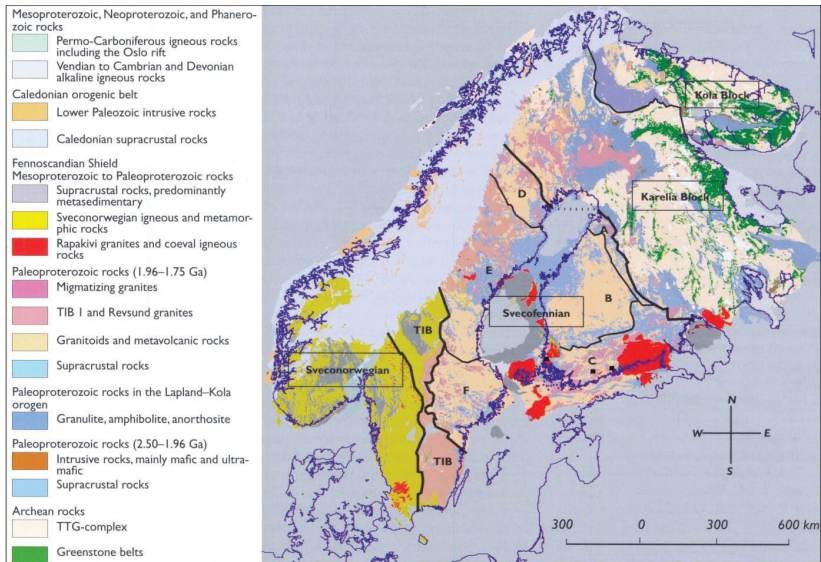 Mesoproterozoic, Neoproterozoic, and Phanero-
zoic rocks
Permo-Carboniferous igneous rocks
including the Oslo rift
Vendian to Cambrian and Devonian
alkaline igneous rocks
Caledonian orogenic belt
Lower Paleozoic intrusive rocks
Caledonian supracrustal rocks
Fennoscandian Shield
Mesoproterozoic to Paleoproterozoic rocks
Supracrustal rocks, predominantly
metasedimentary
Sveconorwegian igneous and metamor-
phic rocks
Rapakivi granites and coeval igneous
rocks
Paleoproterozoic rocks (1.96–1.75 Ga)
Migmatizing granites
TIB 1 and Revsund granites
Granitoids and metavolcanic rocks
Supracrustal rocks
Paleoproterozoic rocks in the Lapland–Kola
orogen
Granulite, amphibolite, anorthosite
Paleoproterozoic rocks (2.50–1.96 Ga)
Intrusive rocks, mainly mafic and ultra-
mafic
Supracrustal rocks
Archean rocks
TTG-complex
Greenstone belts
Kola Block
Karelia Block
D
A
E
B
Svecofennian
TIB
Sveconorwegian
C
F
TIB
N
W
E
S
300 0 300 600 km